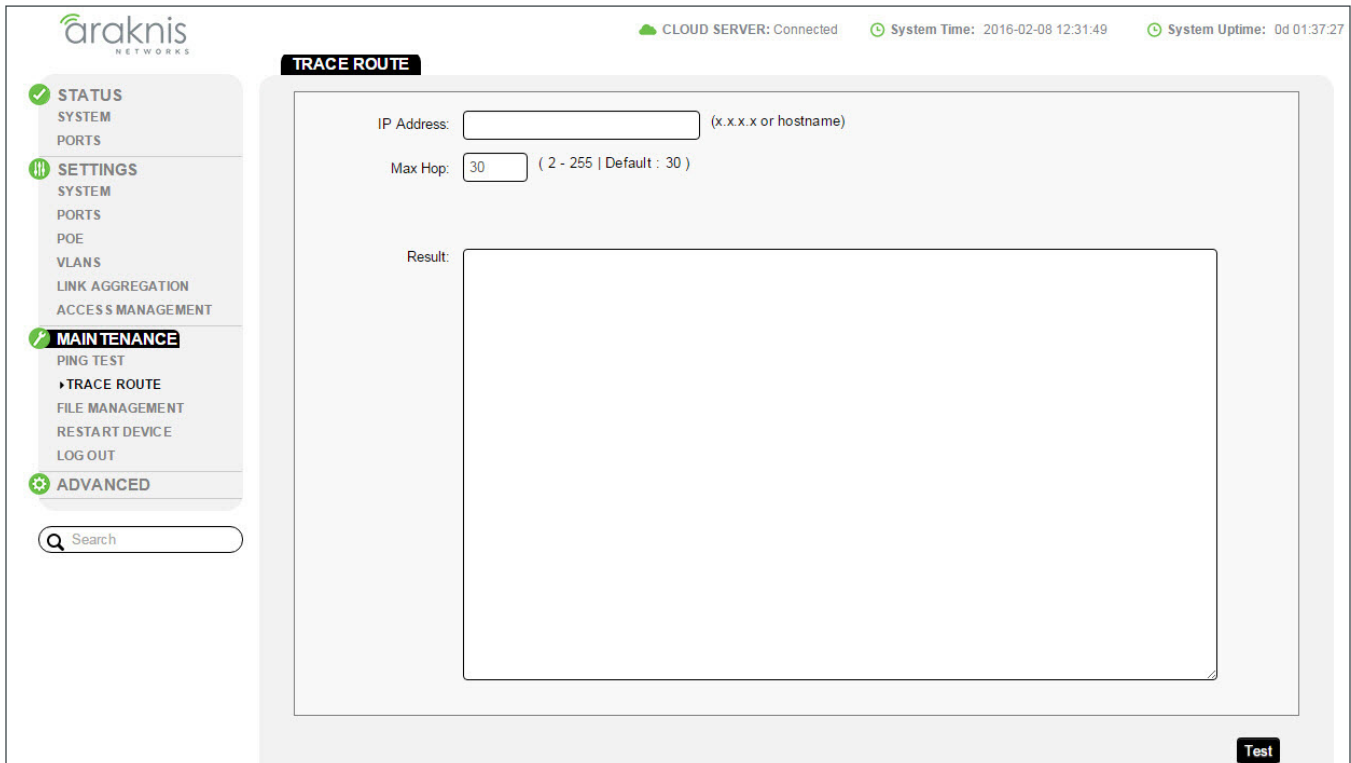 araknis
NETWORKS
CLOUD SERVER: Connected
System Time: 2016-02-08 12:31:49
System Uptime: 0d 01:37:27
TRACE ROUTE
STATUS
SYSTEM
PORTS
SETTINGS
SYSTEM
PORTS
POE
VLANS
LINK AGGREGATION
ACCESS MANAGEMENT
MAINTENANCE
PING TEST
TRACE ROUTE
FILE MANAGEMENT
RESTART DEVICE
LOG OUT
ADVANCED
Search
IP Address: (x.x.x.x or hostname)
Max Hop: 30 ( 2 - 255 | Default : 30 )
Result:
Test